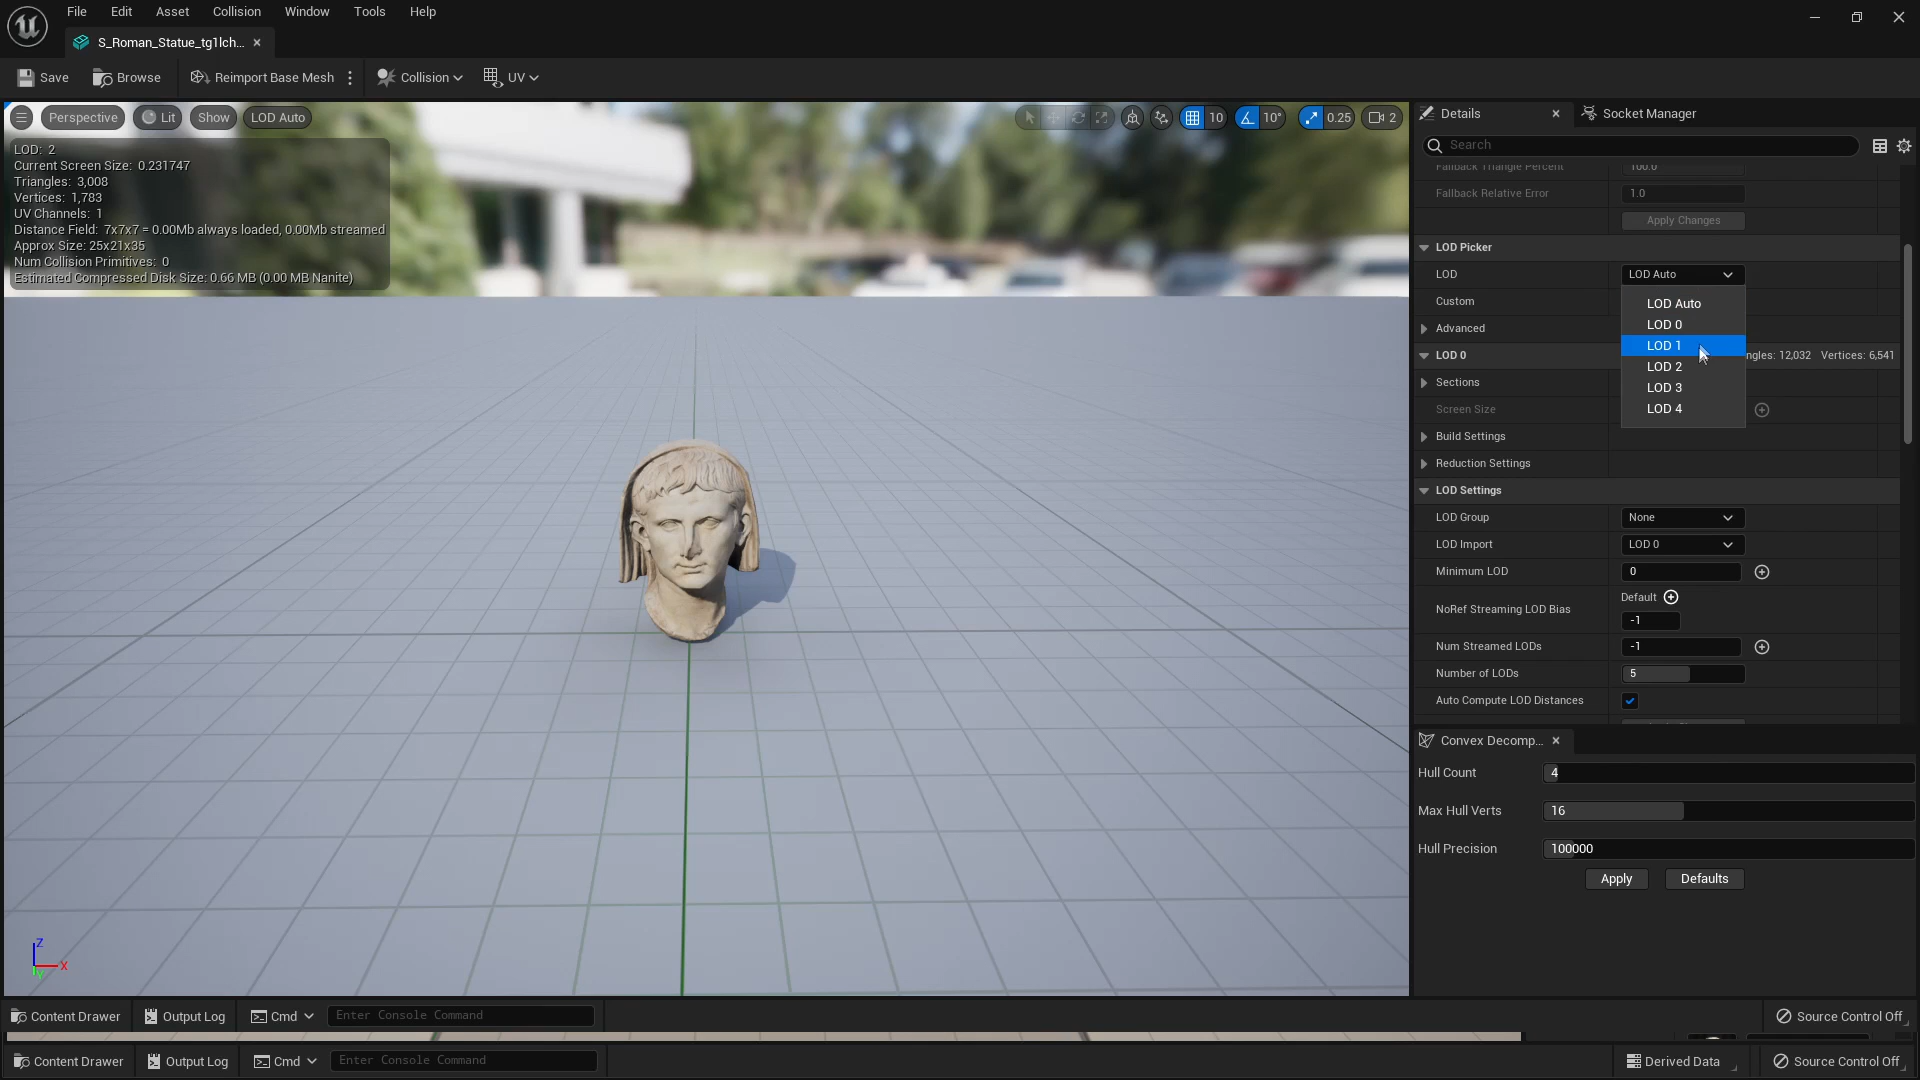 File Edit Asset Collision Window Tools Help
S_Roman_Statue_tg1lch...
Save Browse Reimport Base Mesh Collision UV
Perspective Lit Show LOD Auto 10 10° 0.25 2
LOD: 2
Current Screen Size: 0.231747
Triangles: 3,008
Vertices: 1,783
UV Channels: 1
Distance Field: 7x7x7 = 0.00Mb always loaded, 0.00Mb streamed
Approx Size: 25x21x35
Num Collision Primitives: 0
Estimated Compressed Disk Size: 0.66 MB (0.00 MB Nanite)
Z
X
Y
Details Socket Manager
Search
Fallback Triangle Percent 100.0
Fallback Relative Error 1.0
Apply Changes
LOD Picker
LOD LOD Auto
Custom LOD Auto
Advanced LOD 0
LOD 0 LOD 1 ngles: 12,032 Vertices: 6,541
LOD 2
Sections LOD 3
Screen Size LOD 4
Build Settings
Reduction Settings
LOD Settings
LOD Group None
LOD Import LOD 0
Minimum LOD 0
Default
NoRef Streaming LOD Bias
-1
Num Streamed LODs -1
Number of LODs 5
Auto Compute LOD Distances
Convex Decomp...
Hull Count 4
Max Hull Verts 16
Hull Precision 100000
Apply Defaults
Content Drawer Output Log Cmd Enter Console Command Source Control Off
Content Drawer Output Log Cmd Enter Console Command Derived Data Source Control Off